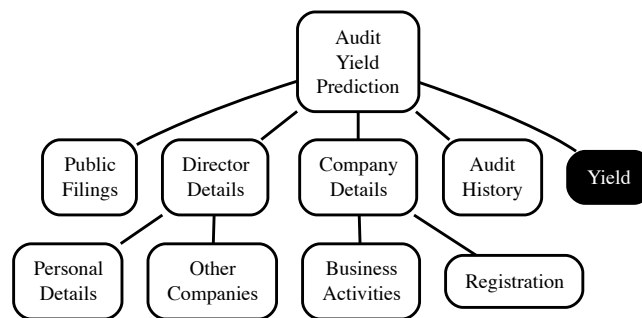 Audit
Yield
Prediction
Public
Filings
Director
Details
Company
Details
Audit
History
Yield
Personal
Details
Other
Companies
Business
Activities
Registration